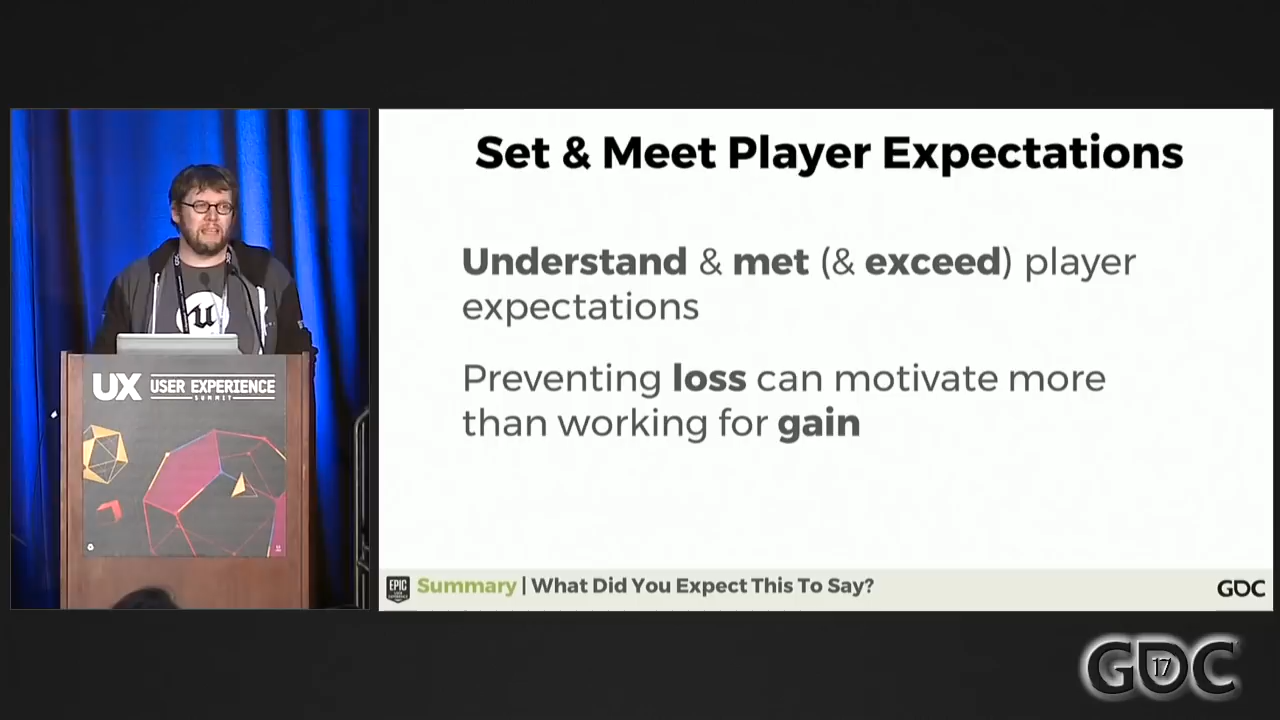 UX USER EXPERIENCE
SUMMIT
Set & Meet Player Expectations
Understand & met (& exceed) player
expectations
Preventing loss can motivate more
than working for gain
EPIC
Summary | What Did You Expect This To Say?
GDC
GDC 17